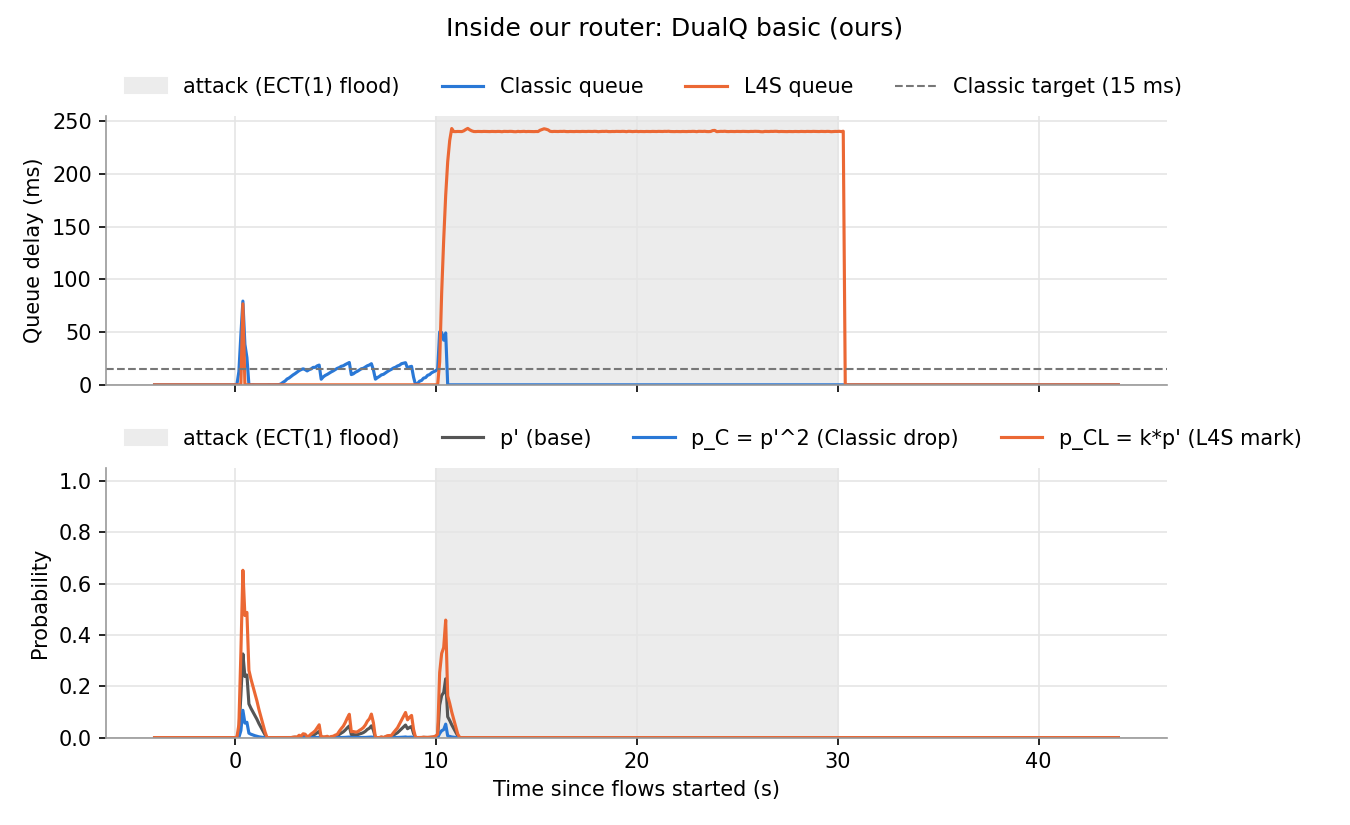 Inside our router: DualQ basic (ours)
attack (ECT(1) flood) Classic queue L4S queue Classic target (15 ms)
Queue delay (ms)
250
200
150
100
50
0
attack (ECT(1) flood) p' (base) p_C = p'^2 (Classic drop) p_CL = k*p' (L4S mark)
Probability
1.0
0.8
0.6
0.4
0.2
0.0
0 10 20 30 40
Time since flows started (s)